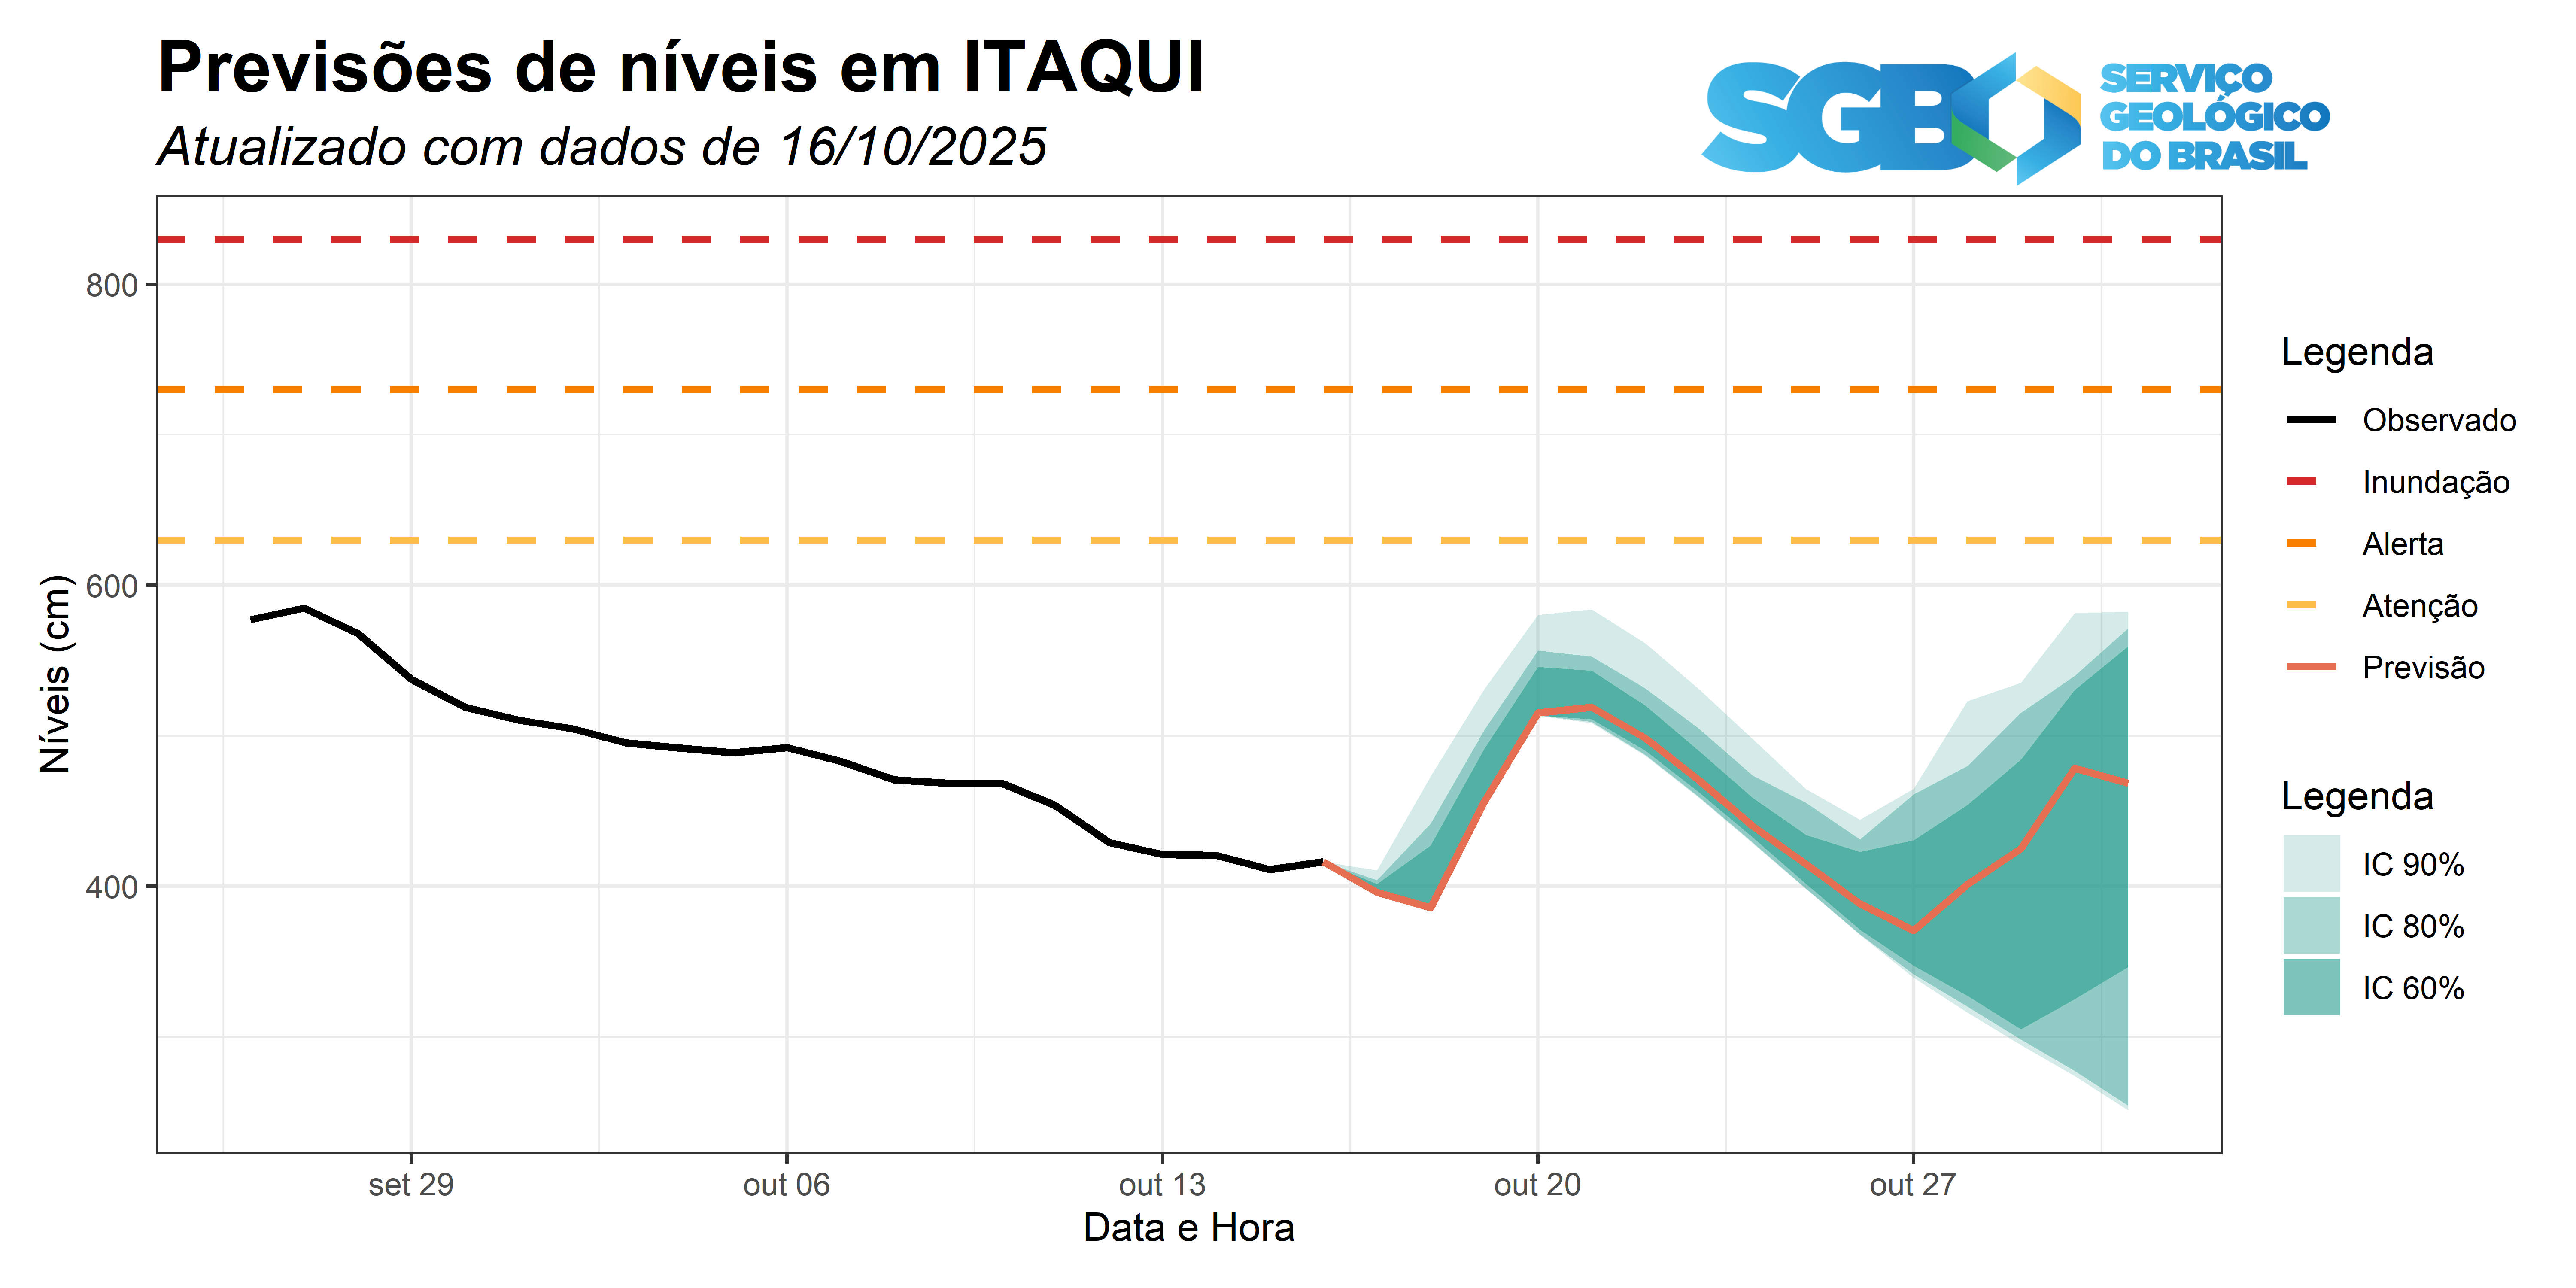 Previsões de níveis em ITAQUI
Atualizado com dados de 16/10/2025
SGB
SERVIÇO
GEOLÓGICO
DO BRASIL
Níveis (cm)
800
600
400
set 29
out 06
out 13
out 20
out 27
Data e Hora
Legenda
Observado
Inundação
Alerta
Atenção
Previsão
Legenda
IC 90%
IC 80%
IC 60%